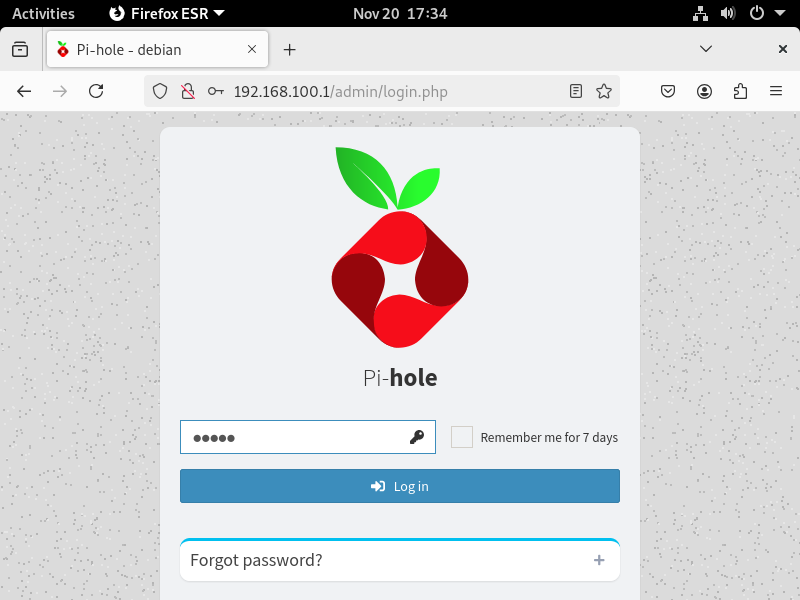 Activities Firefox ESR Nov 20 17:34
Pi-hole - debian
192.168.100.1/admin/login.php
Pi-hole
●●●●● Remember me for 7 days
Log in
Forgot password?